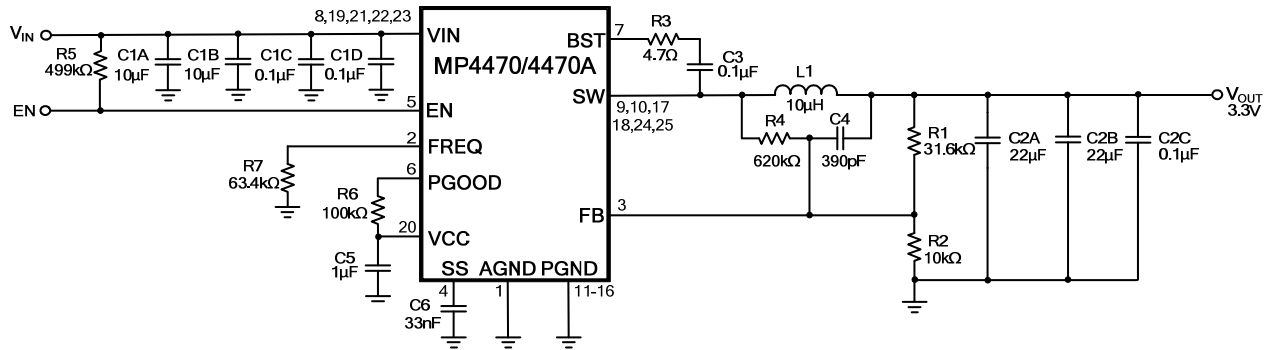 8,19,21,22,23
VIN
VIN
R5
499kΩ
C1A
10µF
C1B
10µF
C1C
0.1µF
C1D
0.1µF
MP4470/4470A
BST
7
R3
4.7Ω
C3
0.1µF
L1
10µH
SW
9,10,17
18,24,25
VOUT
3.3V
EN
5
EN
R4
620kΩ
C4
390pF
R1
31.6kΩ
C2A
22µF
C2B
22µF
C2C
0.1µF
2
FREQ
R7
63.4kΩ
6
PGOOD
R6
100kΩ
FB
3
20
VCC
R2
10kΩ
C5
1µF
SS
AGND
PGND
4
1
11-16
C6
33nF